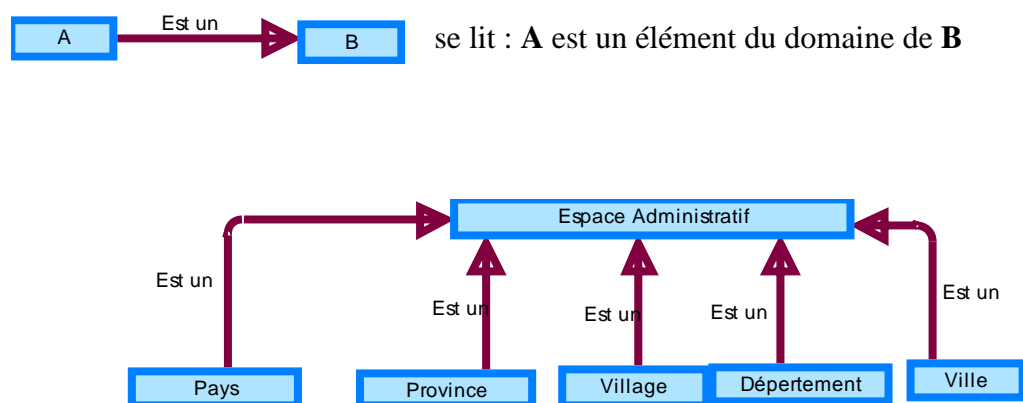 Est un
A
B
se lit : A est un élément du domaine de B
Espace Administratif
Est un
Est un
Est un
Est un
Est un
Pays
Province
Village
Dépertement
Ville